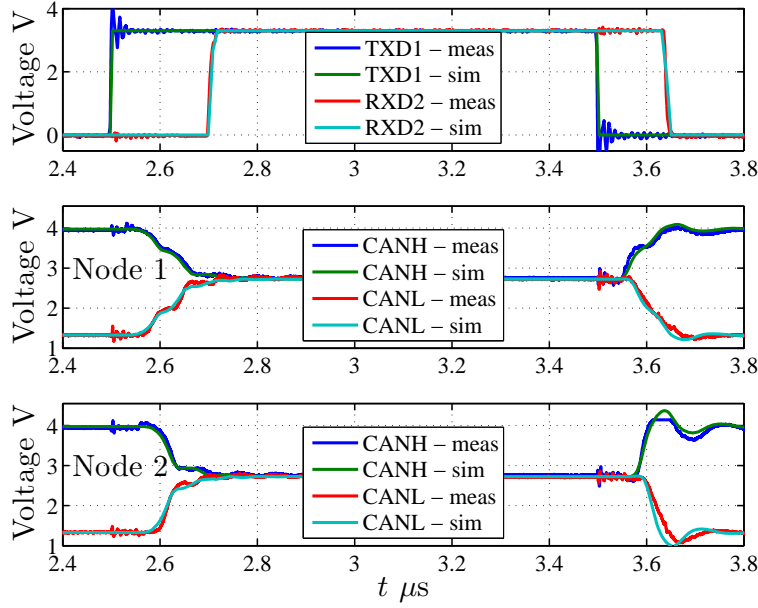 Voltage V
4
2
0
TXD1 – meas
TXD1 – sim
RXD2 – meas
RXD2 – sim
2.4 2.6 2.8 3 3.2 3.4 3.6 3.8
Voltage V
5
4
3
2
1
Node 1
CANH – meas
CANH – sim
CANL – meas
CANL – sim
2.4 2.6 2.8 3 3.2 3.4 3.6 3.8
Voltage V
4
3
2
1
Node 2
CANH – meas
CANH – sim
CANL – meas
CANL – sim
2.4 2.6 2.8 3 3.2 3.4 3.6 3.8
t μs